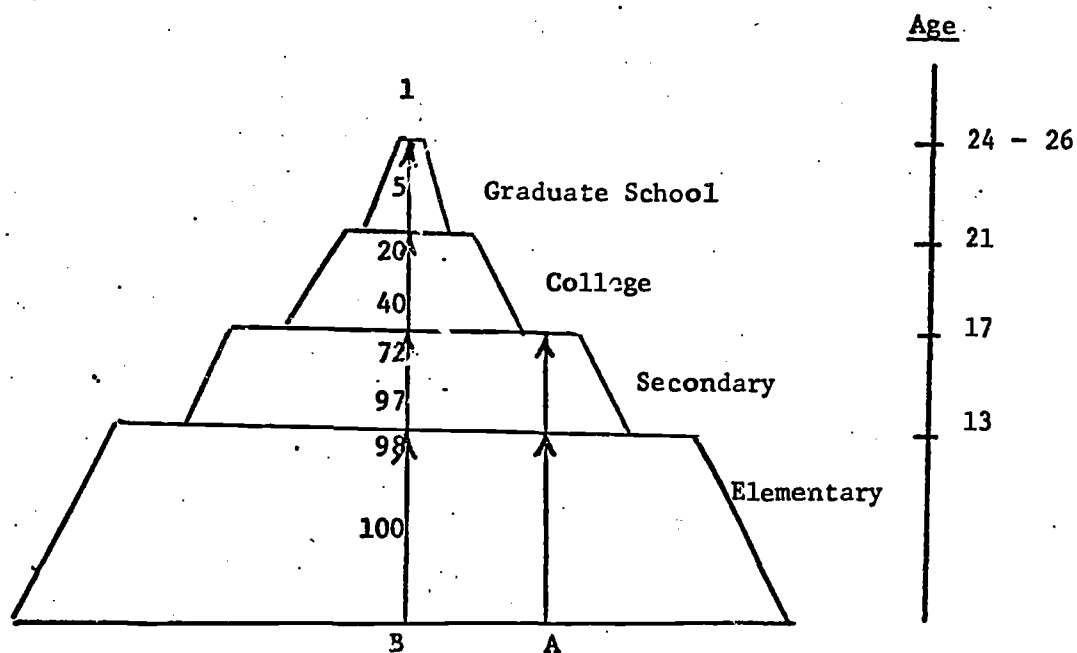 Age
1
24 - 26
5
Graduate School
21
20
College
40
17
72
Secondary
97
13
98
Elementary
100
B A